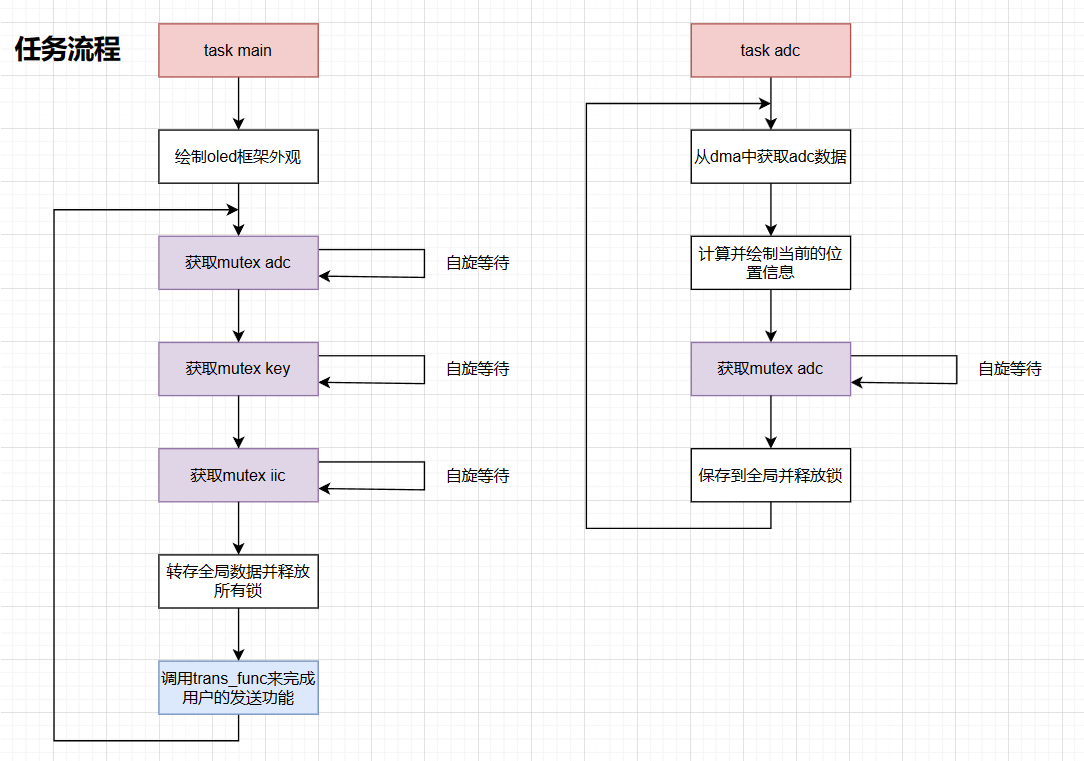 任务流程
task main
绘制oled框架外观
获取mutex adc
自旋等待
获取mutex key
自旋等待
获取mutex iic
自旋等待
转存全局数据并释放
所有锁
调用trans_func来完成
用户的发送功能
task adc
从dma中获取adc数据
计算并绘制当前的位
置信息
获取mutex adc
自旋等待
保存到全局并释放锁